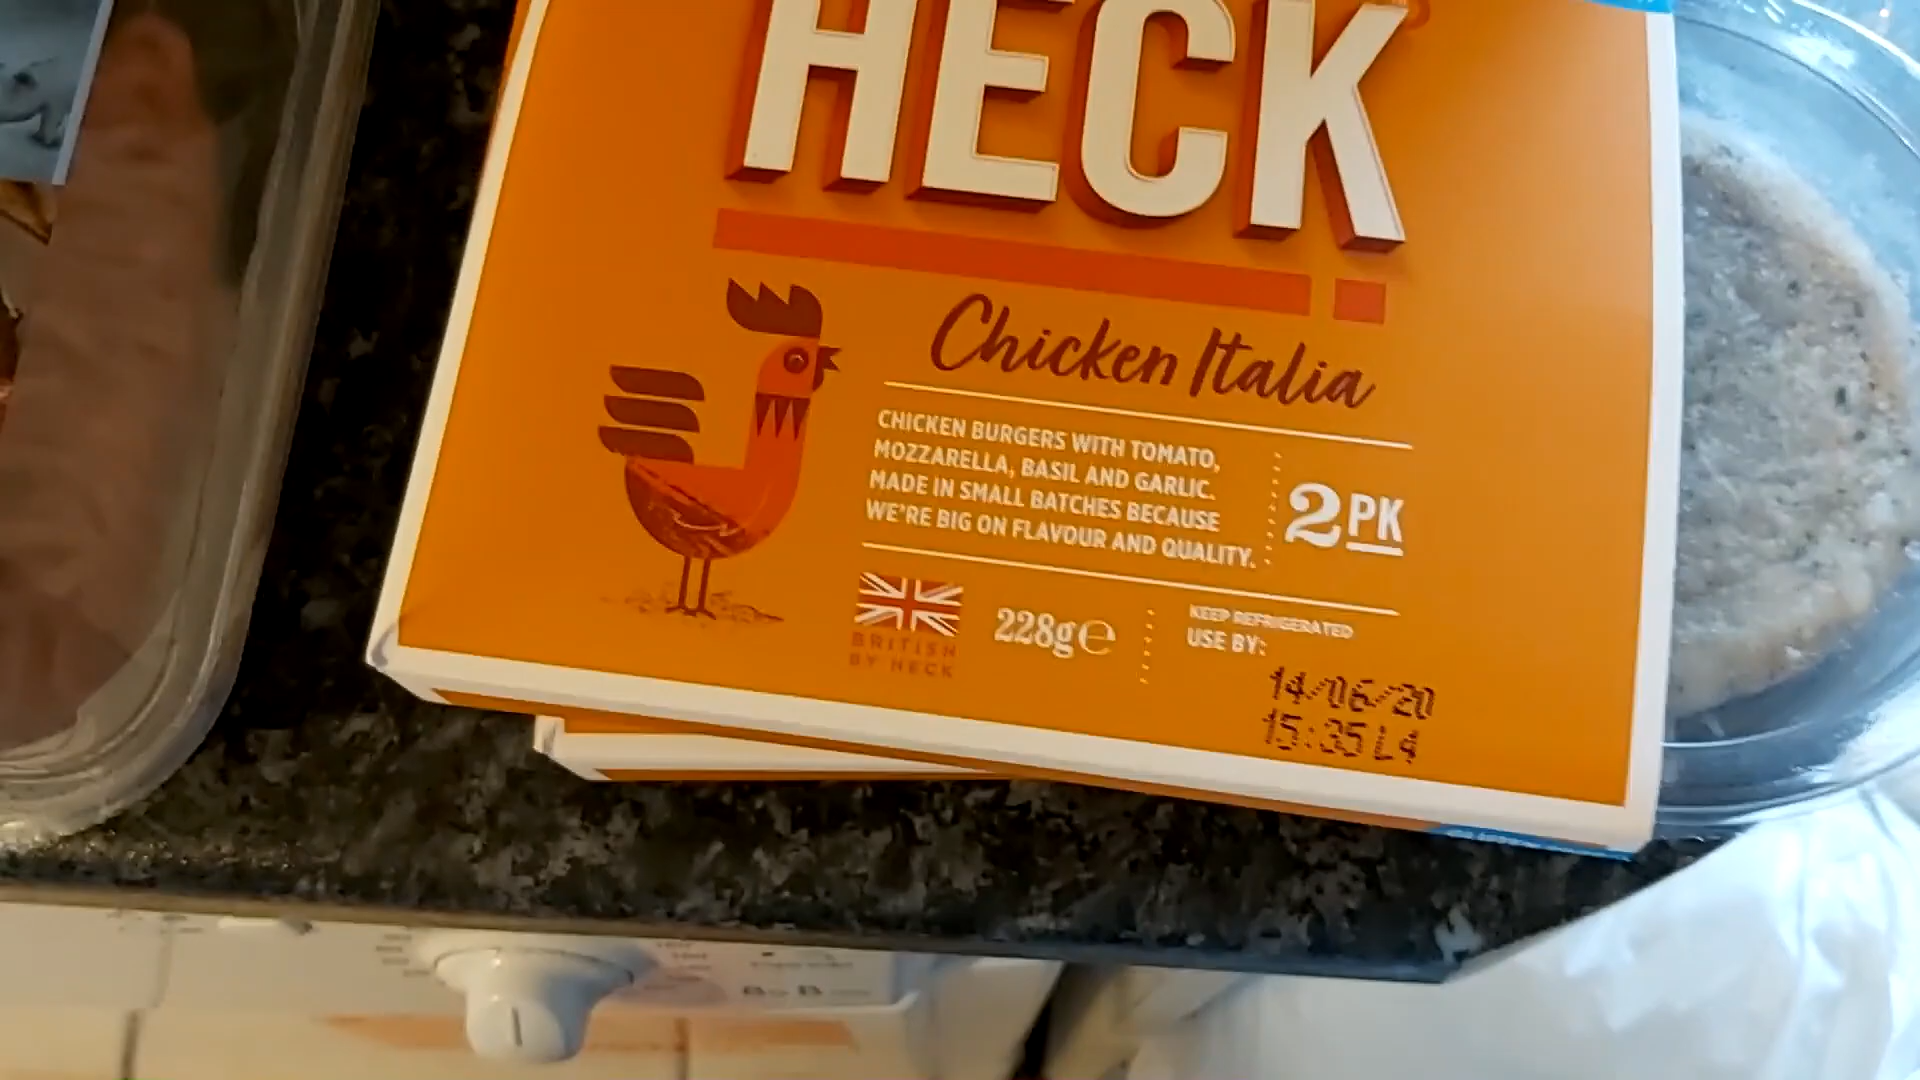 HECK
Chicken Italia
CHICKEN BURGERS WITH TOMATO,
MOZZARELLA, BASIL AND GARLIC.
MADE IN SMALL BATCHES BECAUSE
WE'RE BIG ON FLAVOUR AND QUALITY.
2PK
BRITISH
BY HECK
228g℮
KEEP REFRIGERATED
USE BY:
14/06/20
15:35 LA